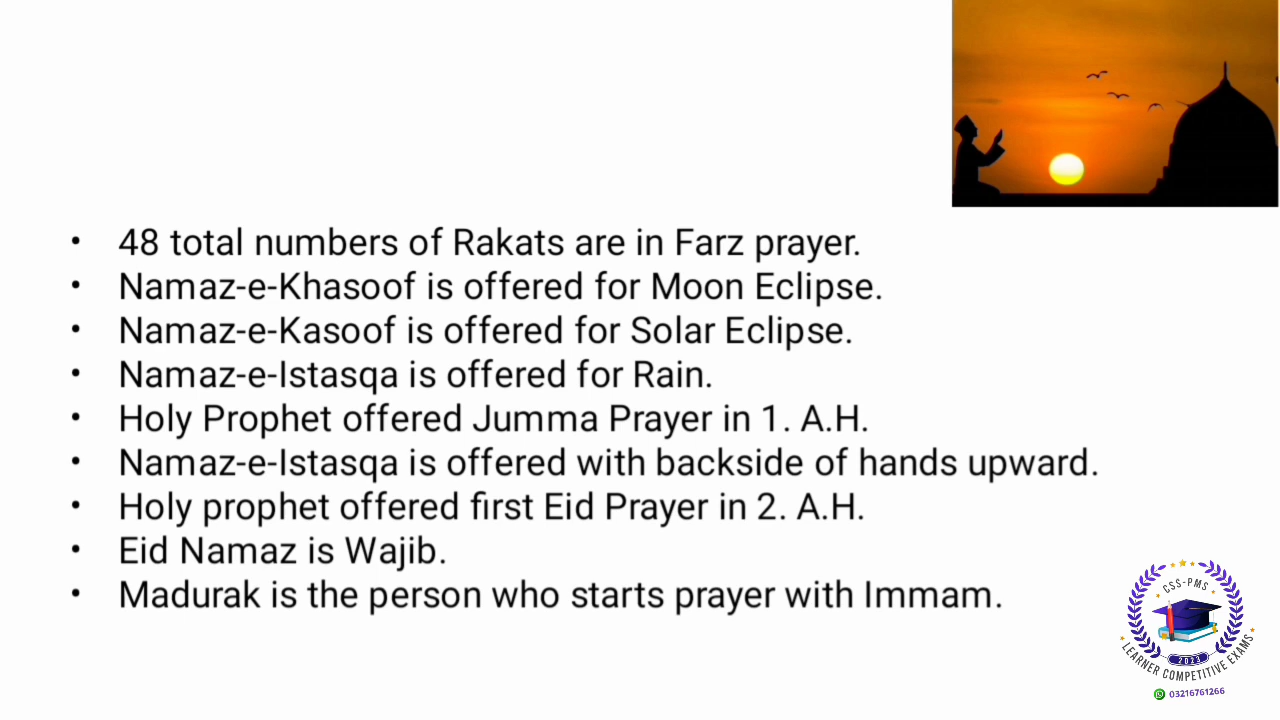 • 48 total numbers of Rakats are in Farz prayer.
• Namaz-e-Khasoof is offered for Moon Eclipse.
• Namaz-e-Kasoof is offered for Solar Eclipse.
• Namaz-e-Istasqa is offered for Rain.
• Holy Prophet offered Jumma Prayer in 1. A.H.
• Namaz-e-Istasqa is offered with backside of hands upward.
• Holy prophet offered first Eid Prayer in 2. A.H.
• Eid Namaz is Wajib.
• Madurak is the person who starts prayer with Immam.
CSS-PMS
2023
LEARNER COMPETITIVE EXAMS
03216761266